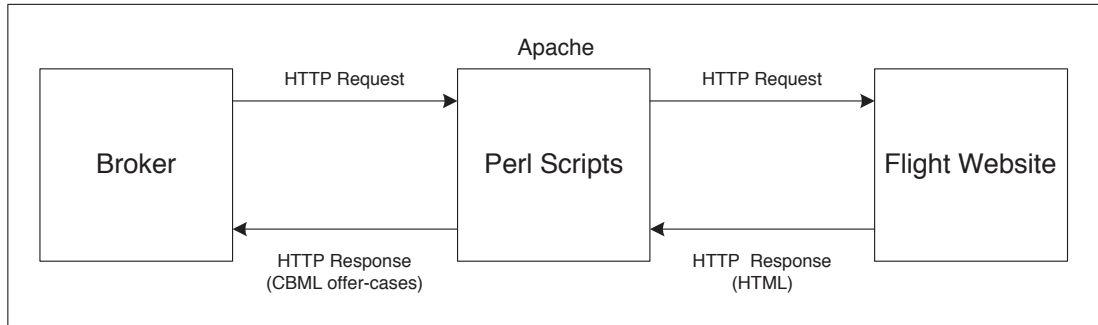 Apache
HTTP Request
HTTP Request
Broker
Perl Scripts
Flight Website
HTTP Response
(CBML offer-cases)
HTTP Response
(HTML)